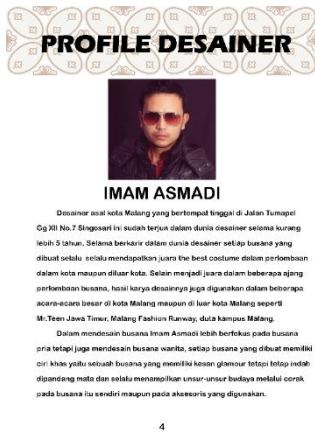 PROFILE DESAINER
IMAM ASMADI
Desainer asal kota Malang yang bertempat tinggal di Jalan Tumapel
Gg XII No.7 Singosari ini sudah terjun dalam dunia desainer selama kurang
lebih 5 tahun. Selama berkarir dalam dunia desainer setiap busana yang
dibuat selalu selalu mendapatkan juara the best costume dalam perlombaan
dalam kota maupun diluar kota. Selain menjadi juara dalam beberapa ajang
perlombaan busana, hasil karya desainnya juga digunakan dalam beberapa
acara-acara besar di kota Malang maupun di luar kota Malang seperti
Mr.Teen Jawa Timur, Malang Fashion Runway, duta kampus Malang.
Dalam mendesain busana Imam Asmadi lebih berfokus pada busana
pria tetapi juga mendesain busana wanita, setiap busana yang dibuat memiliki
ciri khas yaitu sebuah busana yang memiliki kesan glamour tetapi tetap indah
dipandang mata dan selalu menampilkan unsur-unsur budaya melalui corak
pada busana itu sendiri maupun pada aksesoris yang digunakan.
4